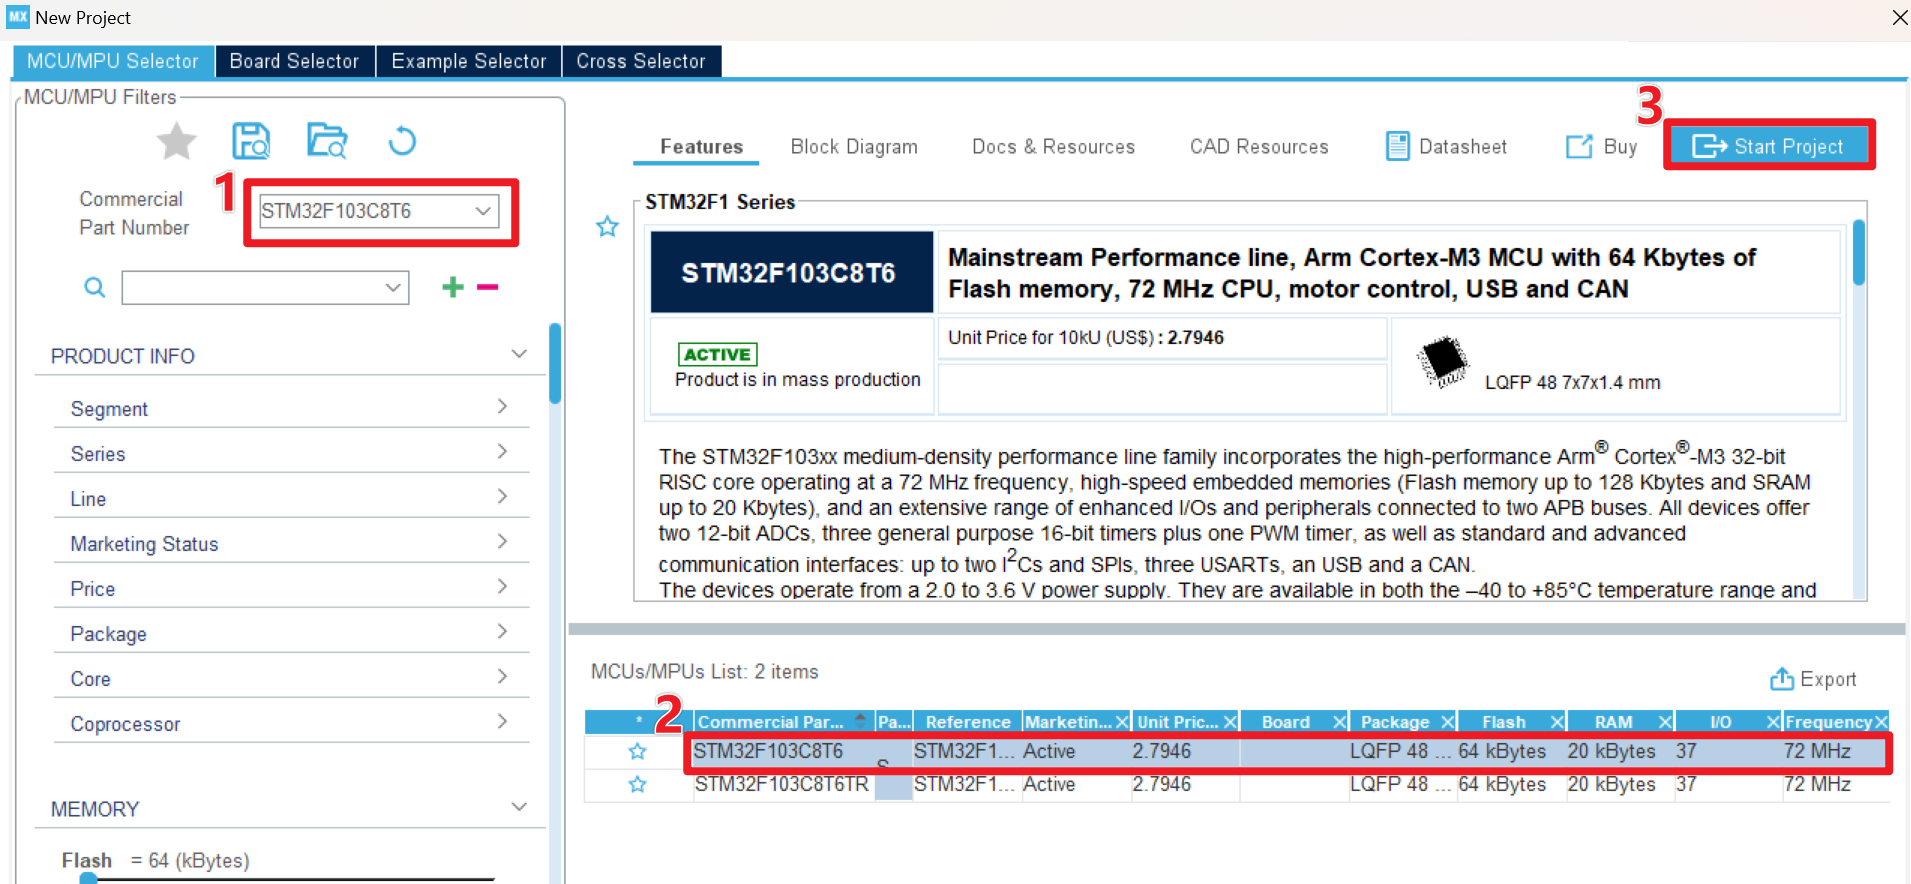 MX New Project
MCU/MPU Selector Board Selector Example Selector Cross Selector
MCU/MPU Filters
1
Commercial
Part Number
STM32F103C8T6
PRODUCT INFO
Segment
Series
Line
Marketing Status
Price
Package
Core
Coprocessor
MEMORY
Flash = 64 (kBytes)
Features Block Diagram Docs & Resources CAD Resources Datasheet Buy
3
Start Project
STM32F1 Series
STM32F103C8T6
Mainstream Performance line, Arm Cortex-M3 MCU with 64 Kbytes of
Flash memory, 72 MHz CPU, motor control, USB and CAN
ACTIVE
Product is in mass production
Unit Price for 10kU (US$) : 2.7946
LQFP 48 7x7x1.4 mm
The STM32F103xx medium-density performance line family incorporates the high-performance Arm® Cortex®-M3 32-bit
RISC core operating at a 72 MHz frequency, high-speed embedded memories (Flash memory up to 128 Kbytes and SRAM
up to 20 Kbytes), and an extensive range of enhanced I/Os and peripherals connected to two APB buses. All devices offer
two 12-bit ADCs, three general purpose 16-bit timers plus one PWM timer, as well as standard and advanced
communication interfaces: up to two I²Cs and SPIs, three USARTs, an USB and a CAN.
The devices operate from a 2.0 to 3.6 V power supply. They are available in both the –40 to +85°C temperature range and
MCUs/MPUs List: 2 items
Export
2
* Commercial Par... Pa... Reference Marketin... Unit Pric... Board Package Flash RAM I/O Frequency
STM32F103C8T6 STM32F1... Active 2.7946 LQFP 48 ... 64 kBytes 20 kBytes 37 72 MHz
STM32F103C8T6TR STM32F1... Active 2.7946 LQFP 48 ... 64 kBytes 20 kBytes 37 72 MHz